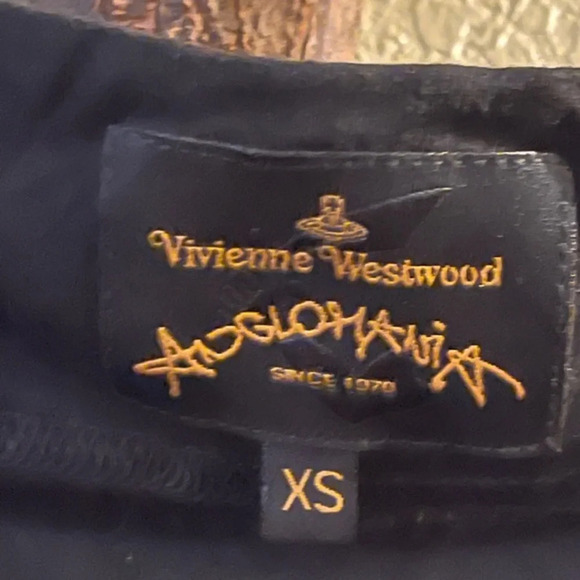 Vivienne Westwood
ANGLOMANIA
SINCE 1970
XS